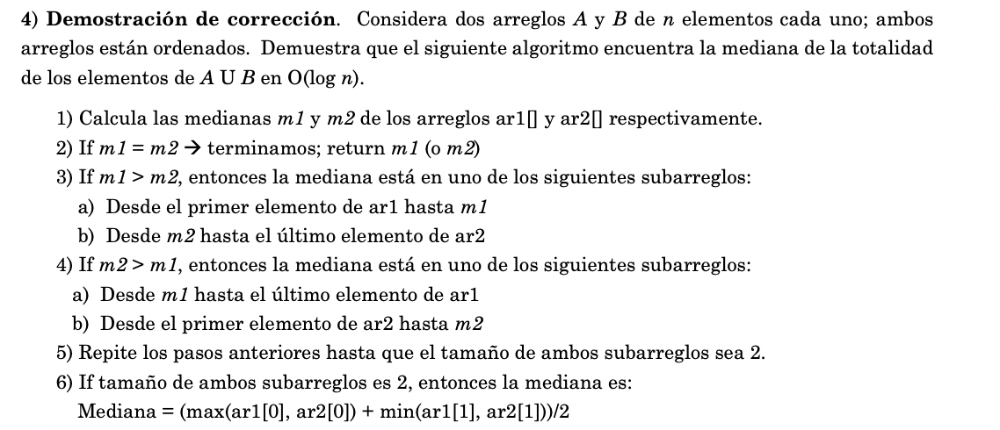 4) Demostración de corrección. Considera dos arreglos A y B de n elementos cada uno; ambos
arreglos están ordenados. Demuestra que el siguiente algoritmo encuentra la mediana de la totalidad
de los elementos de A U B en O(log n).
1) Calcula las medianas m1 y m2 de los arreglos ar1[] y ar2[] respectivamente.
2) If m1 = m2 → terminamos; return m1 (o m2)
3) If m1 > m2, entonces la mediana está en uno de los siguientes subarreglos:
a) Desde el primer elemento de ar1 hasta m1
b) Desde m2 hasta el último elemento de ar2
4) If m2 > m1, entonces la mediana está en uno de los siguientes subarreglos:
a) Desde m1 hasta el último elemento de ar1
b) Desde el primer elemento de ar2 hasta m2
5) Repite los pasos anteriores hasta que el tamaño de ambos subarreglos sea 2.
6) If tamaño de ambos subarreglos es 2, entonces la mediana es:
Mediana = (max(ar1[0], ar2[0]) + min(ar1[1], ar2[1]))/2